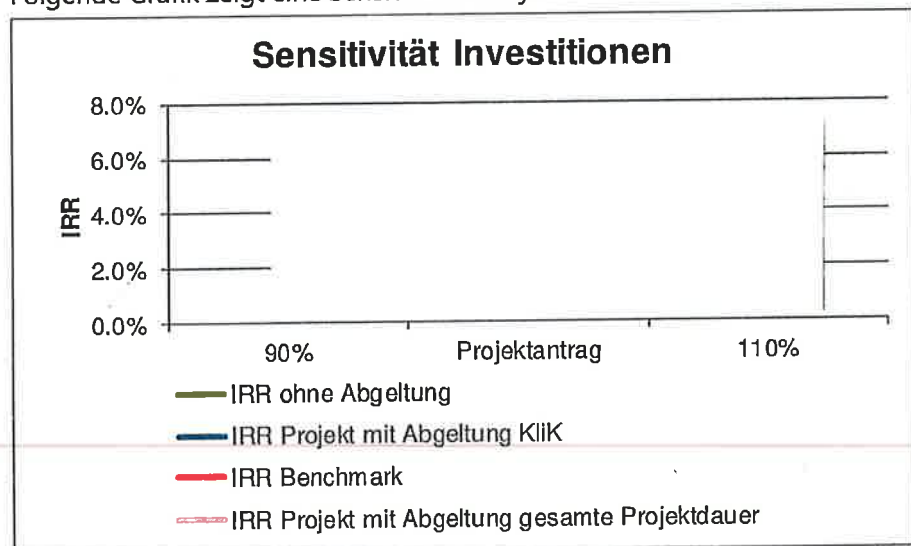 Sensitivität Investitionen
8.0%
6.0%
4.0%
2.0%
0.0%
IRR
90% Projektantrag 110%
IRR ohne Abgeltung
IRR Projekt mit Abgeltung KliK
IRR Benchmark
IRR Projekt mit Abgeltung gesamte Projektdauer